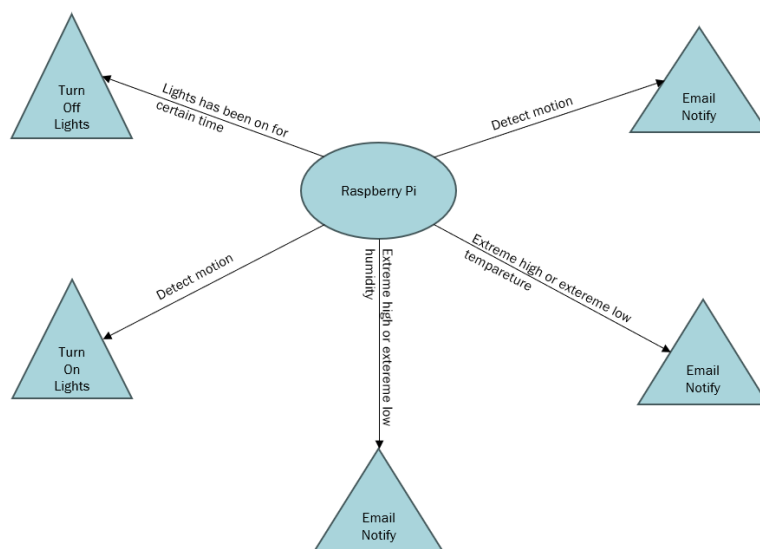 Turn
Off
Lights
Lights has been on for
certain time
Detect motion
Email
Notify
Raspberry Pi
Detect motion
Extreme high or extereme low
humidity
Extreme high or extereme low
tempareture
Turn
On
Lights
Email
Notify
Email
Notify